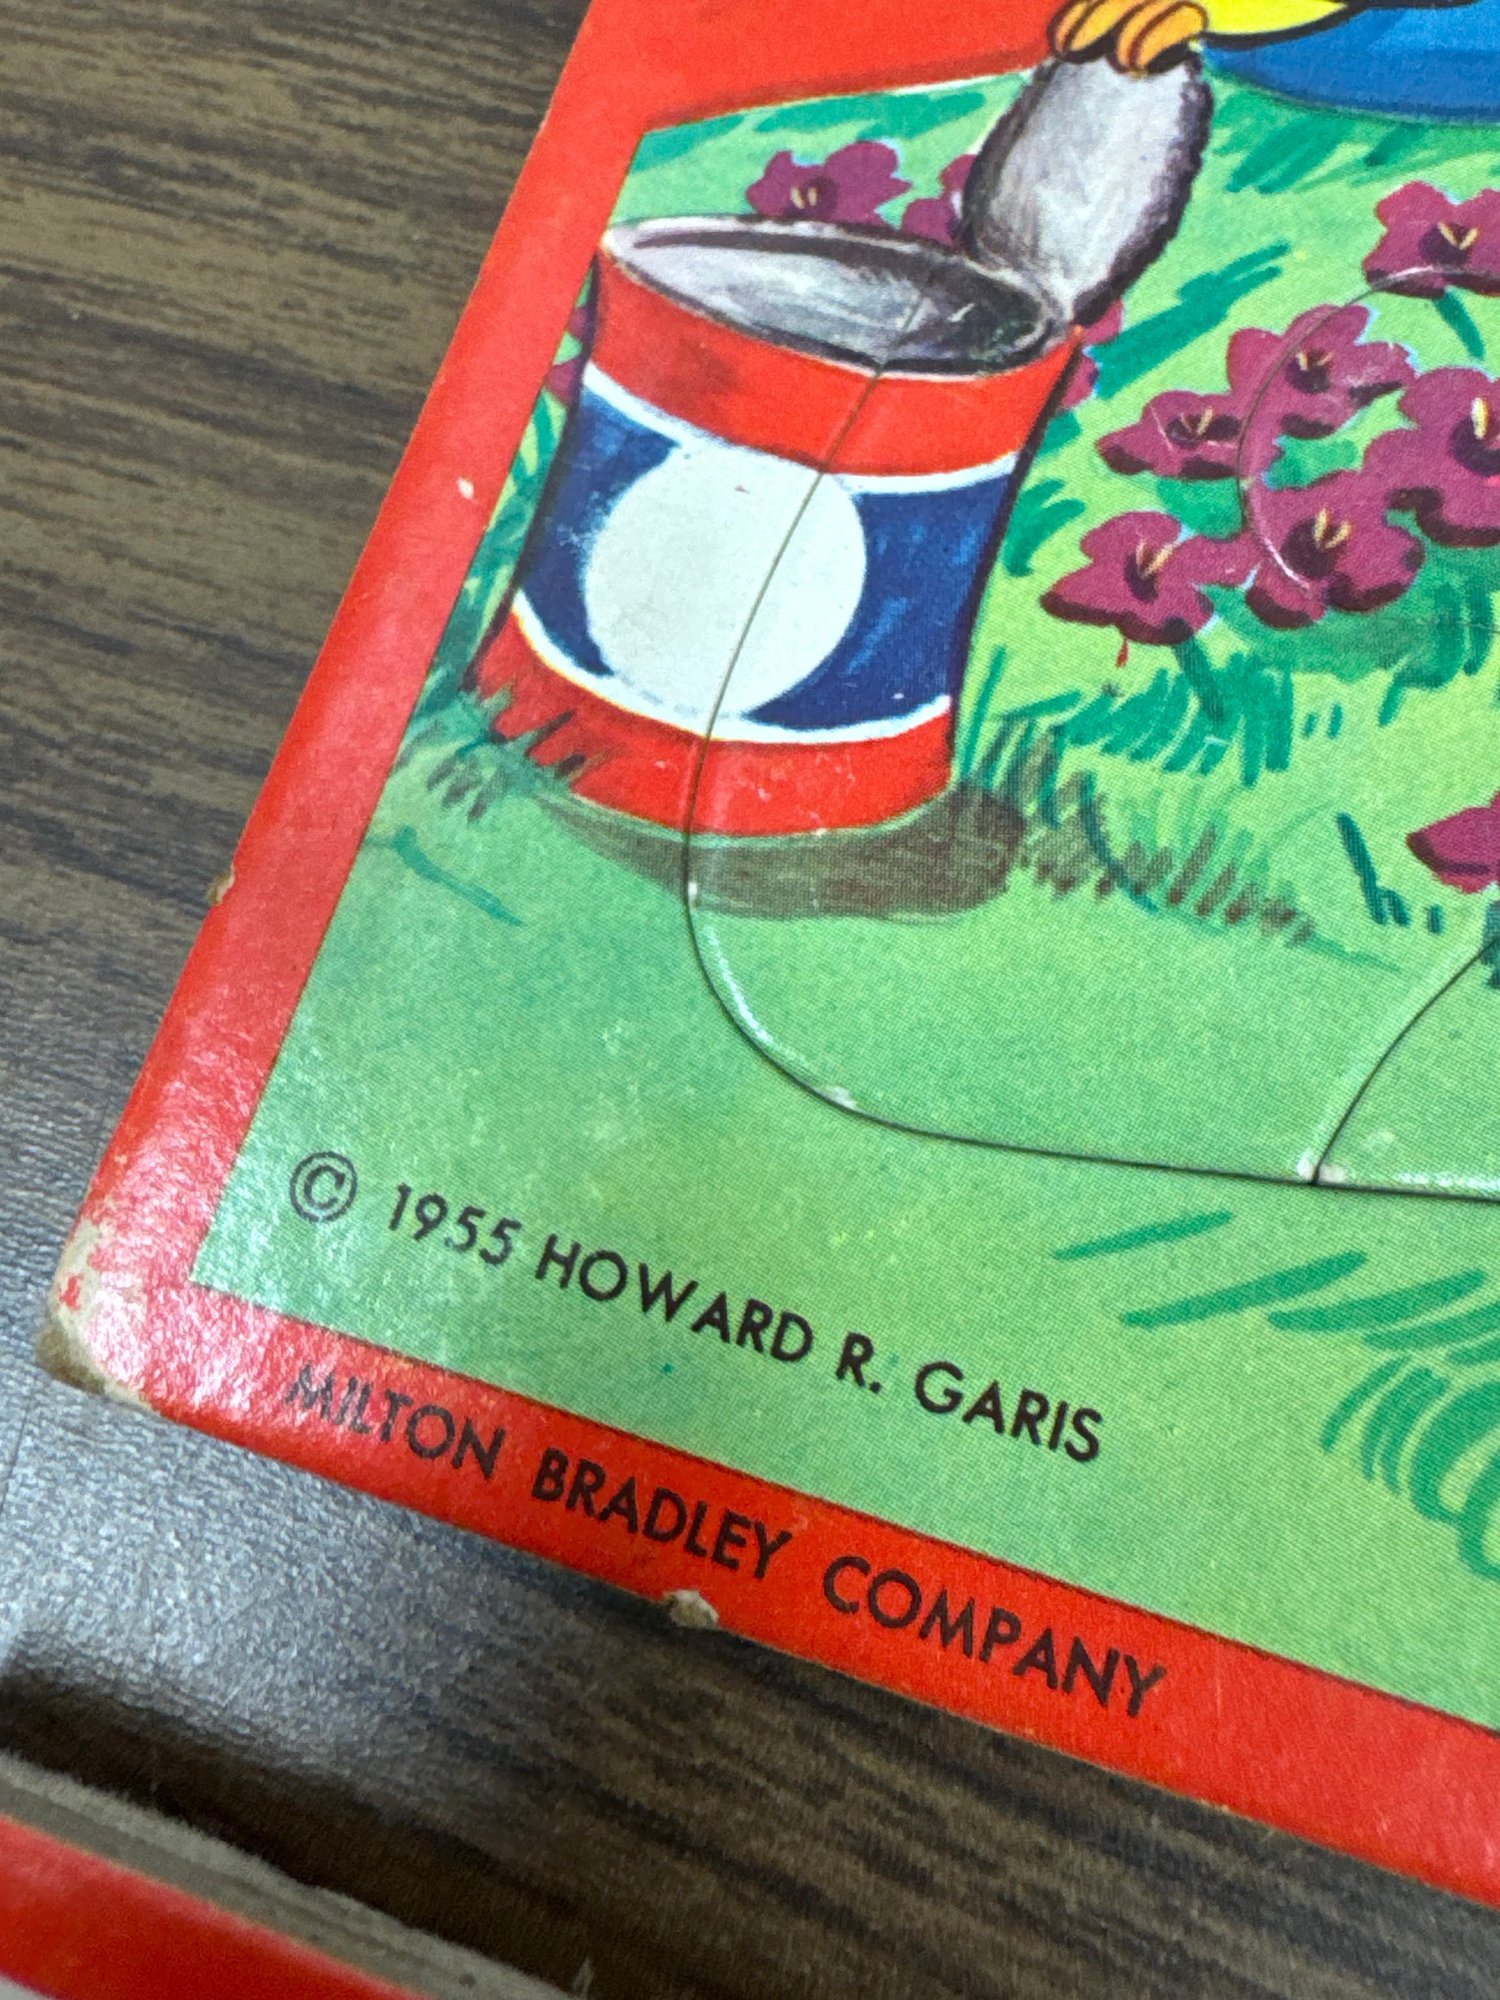 © 1955 HOWARD R. GARIS
MILTON BRADLEY COMPANY